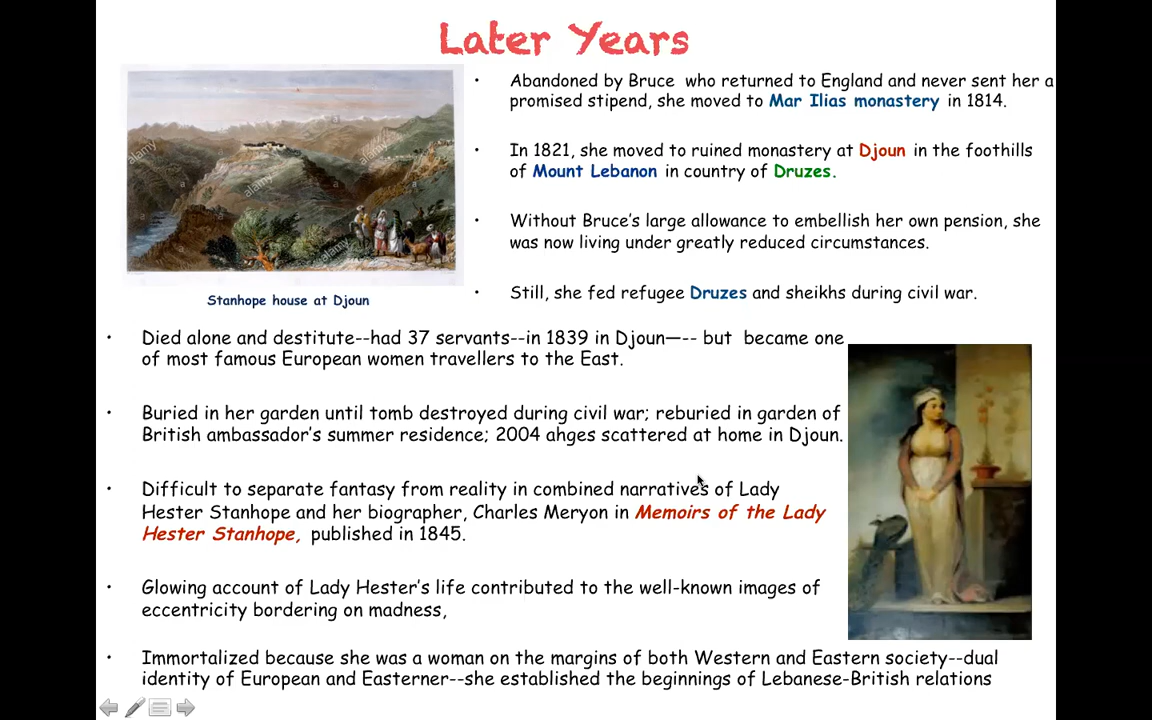 Later Years
• Abandoned by Bruce who returned to England and never sent her a
promised stipend, she moved to Mar Ilias monastery in 1814.
• In 1821, she moved to ruined monastery at Djoun in the foothills
of Mount Lebanon in country of Druzes.
• Without Bruce's large allowance to embellish her own pension, she
was now living under greatly reduced circumstances.
• Still, she fed refugee Druzes and sheikhs during civil war.
alamy
alamy
alamy
alamy
a
a
a
a
Stanhope house at Djoun
• Died alone and destitute--had 37 servants--in 1839 in Djoun—-- but became one
of most famous European women travellers to the East.
• Buried in her garden until tomb destroyed during civil war; reburied in garden of
British ambassador's summer residence; 2004 ahges scattered at home in Djoun.
• Difficult to separate fantasy from reality in combined narratives of Lady
Hester Stanhope and her biographer, Charles Meryon in Memoirs of the Lady
Hester Stanhope, published in 1845.
• Glowing account of Lady Hester's life contributed to the well-known images of
eccentricity bordering on madness,
• Immortalized because she was a woman on the margins of both Western and Eastern society--dual
identity of European and Easterner--she established the beginnings of Lebanese-British relations